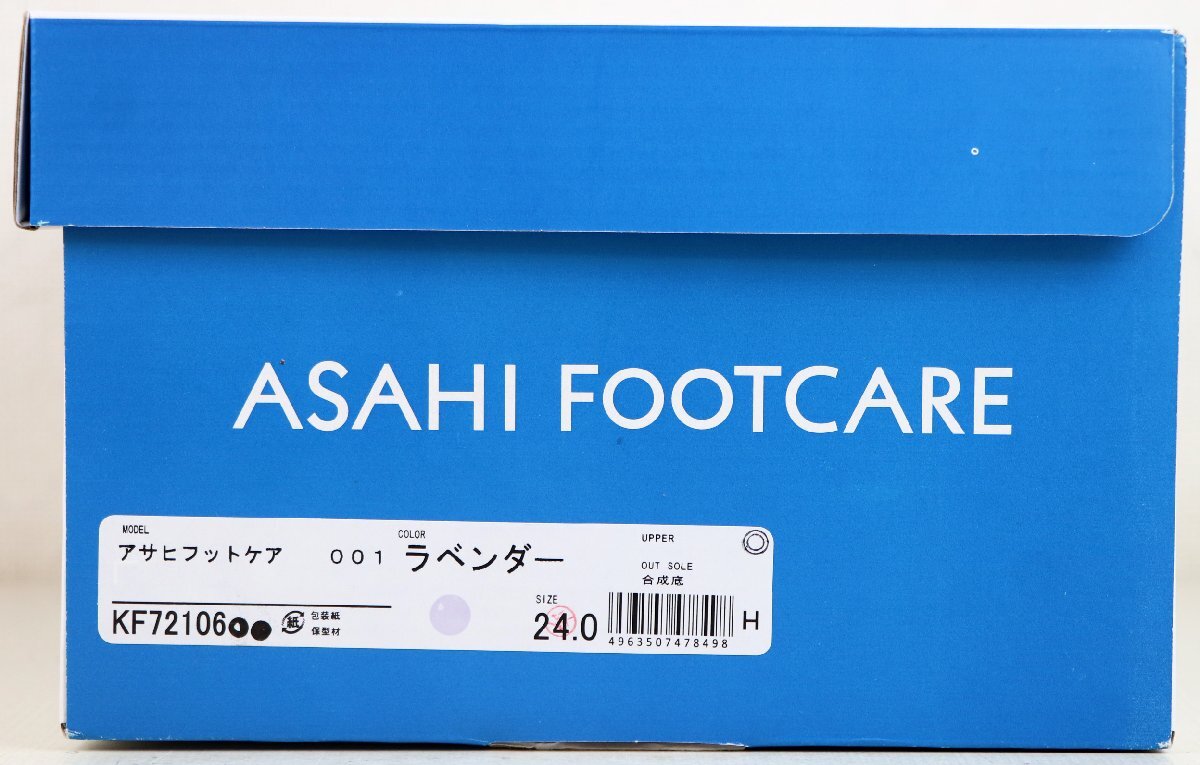 ASAHI FOOTCARE
MODEL
アサヒフットケア 001
COLOR
ラベンダー
UPPER
OUT SOLE
合成底
KF72106
紙
包装紙
保型材
SIZE
24.0
4963507478498
H